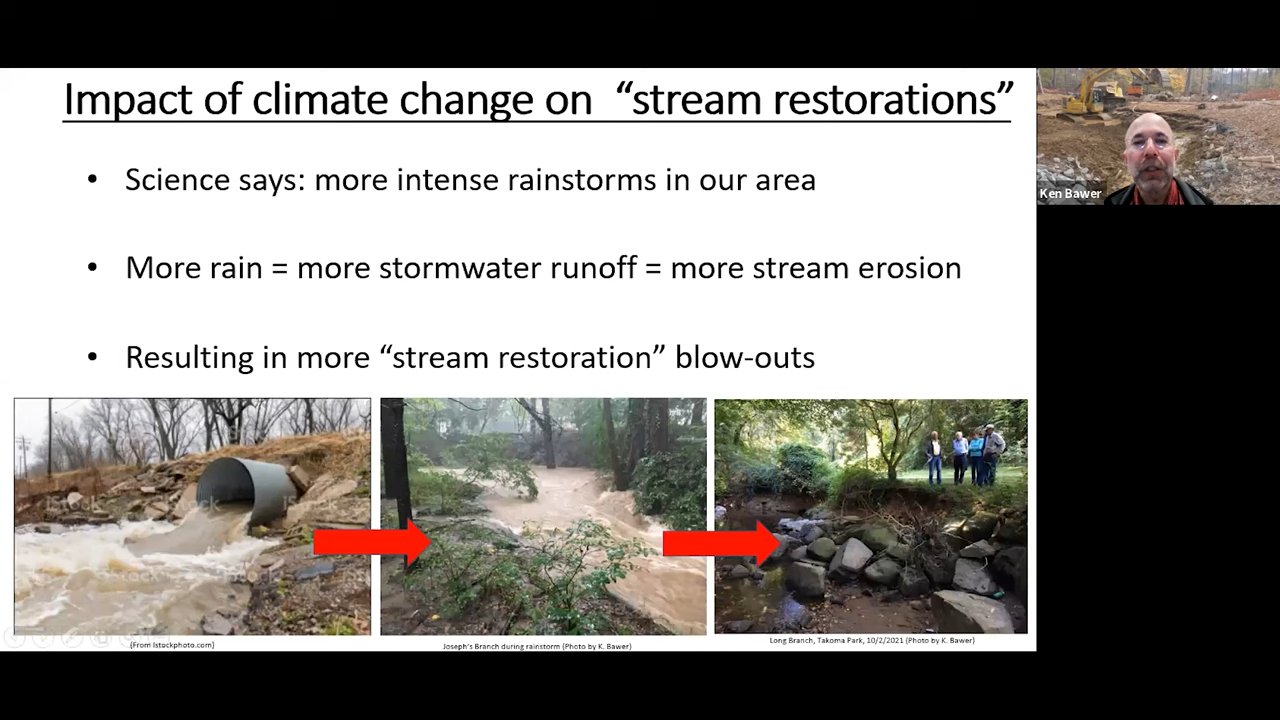 Impact of climate change on “stream restorations”
• Science says: more intense rainstorms in our area
• More rain = more stormwater runoff = more stream erosion
• Resulting in more “stream restoration” blow-outs
Ken Bawer
iStock
(From Istockphoto.com)
Joseph's Branch during rainstorm (Photo by K. Bawer)
Long Branch, Takoma Park, 10/2/2021 (Photo by K. Bawer)